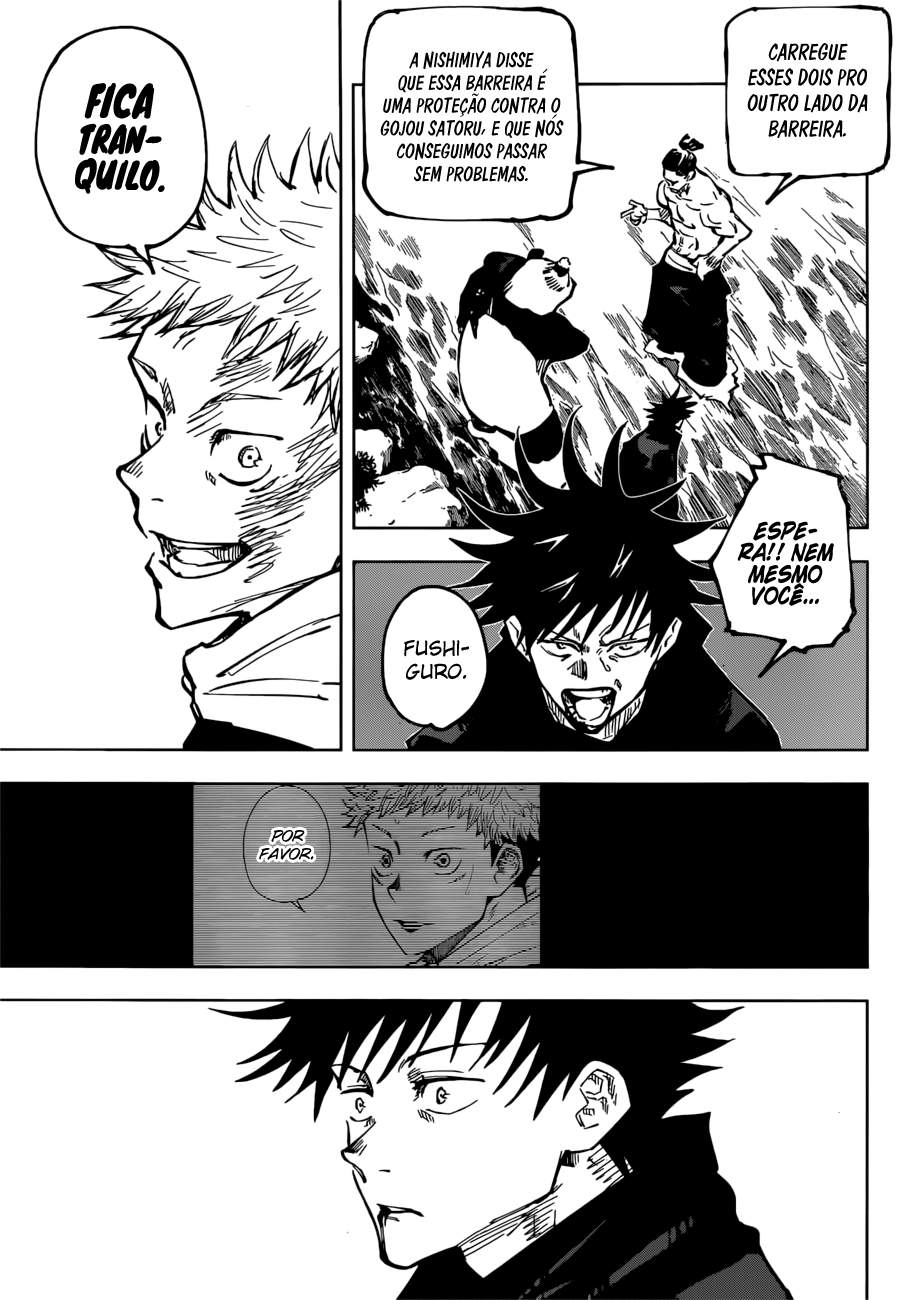 CARREGUE
ESSES DOIS PRO
OUTRO LADO DA
BARREIRA.
A NISHIMIYA DISSE
QUE ESSA BARREIRA É
UMA PROTEÇÃO CONTRA O
GOJOU SATORU, E QUE NÓS
CONSEGUIMOS PASSAR
SEM PROBLEMAS.
ESPE-
RA!! NEM
MESMO
VOCÊ...
FUSHI-
GURO.
FICA
TRAN-
QUILO.
POR
FAVOR.